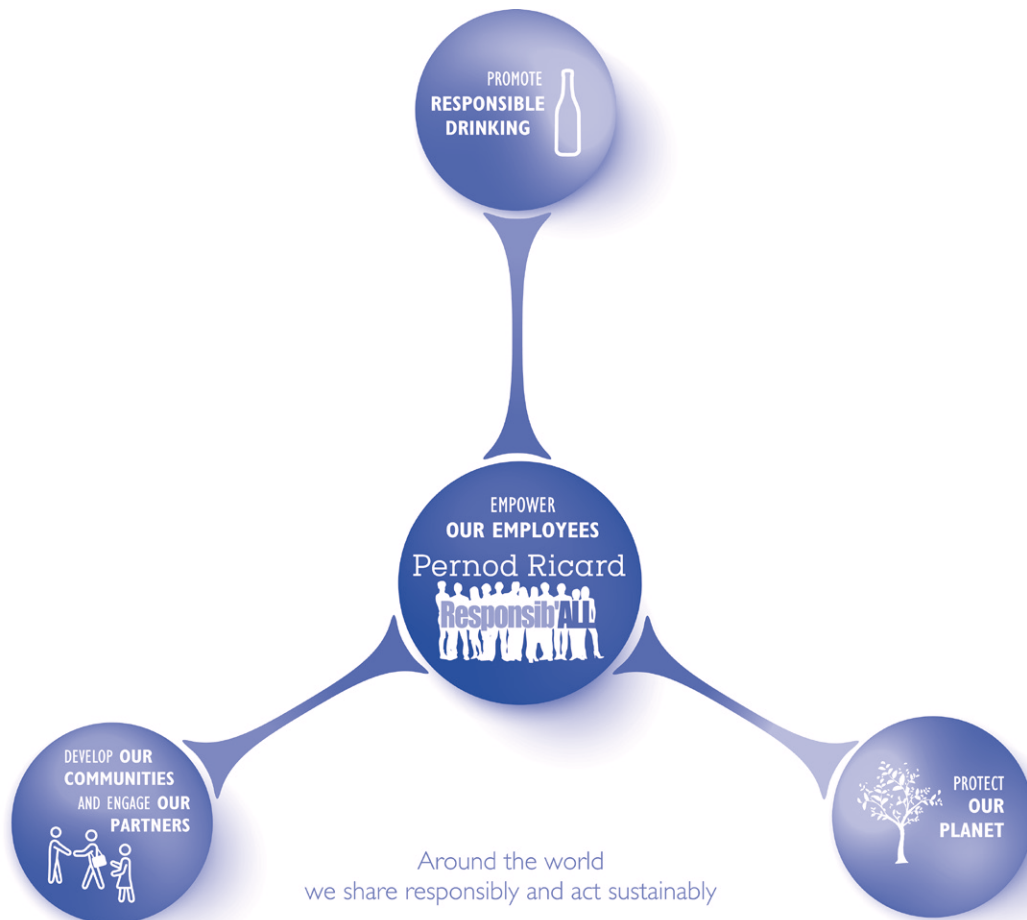 PROMOTE
RESPONSIBLE
DRINKING
EMPOWER
OUR EMPLOYEES
Pernod Ricard
Responsib'ALL
DEVELOP OUR
COMMUNITIES
AND ENGAGE OUR
PARTNERS
PROTECT
OUR
PLANET
Around the world
we share responsibly and act sustainably